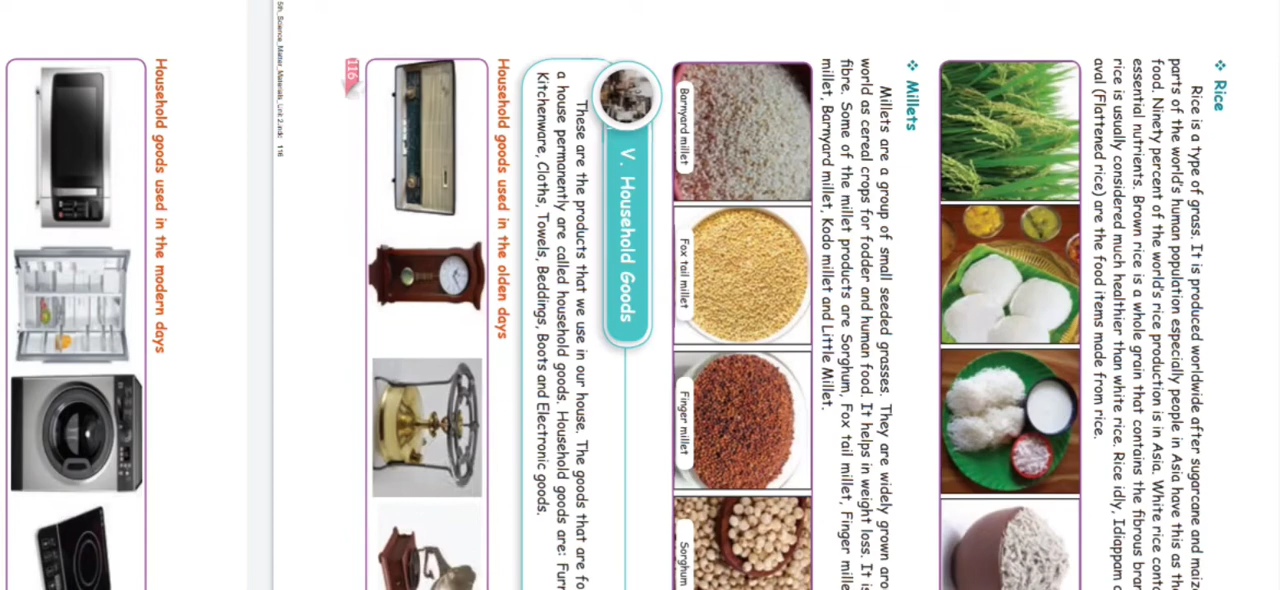 ❖ Rice
Rice is a type of grass. It is produced worldwide after sugarcane and maiz
parts of the world's human population especially people in Asia have this as th
food. Ninety percent of the world's rice production is in Asia. White rice cont
essential nutrients. Brown rice is a whole grain that contains the fibrous bran
rice is usually considered much healthier than white rice. Rice idly, Idiappam
aval (Flattened rice) are the food items made from rice.
❖ Millets
Millets are a group of small seeded grasses. They are widely grown aro
world as cereal crops for fodder and human food. It helps in weight loss. It is
fibre. Some of the millet products are Sorghum, Fox tail millet, Finger mille
millet, Barnyard millet, Kodo millet and Little Millet.
Barnyard millet
Fox tail millet
Finger millet
Sorghum
V. Household Goods
These are the products that we use in our house. The goods that are fo
a house permanently are called household goods. Household goods are: Furn
Kitchenware, Cloths, Towels, Beddings, Boots and Electronic goods.
Household goods used in the olden days
116
5th_Science_Matter_Materials_Unit 2.indd 116
Household goods used in the modern days